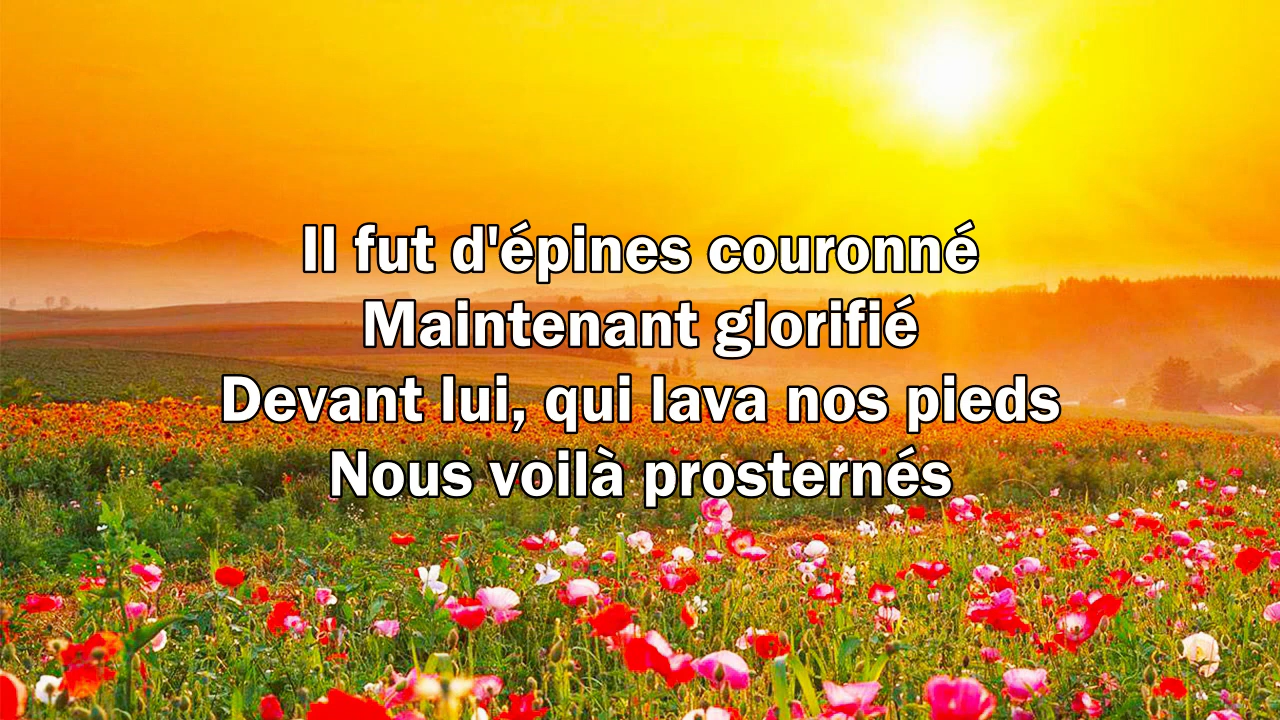 Il fut d'épines couronné
Maintenant glorifié
Devant lui, qui lava nos pieds
Nous voilà prosternés